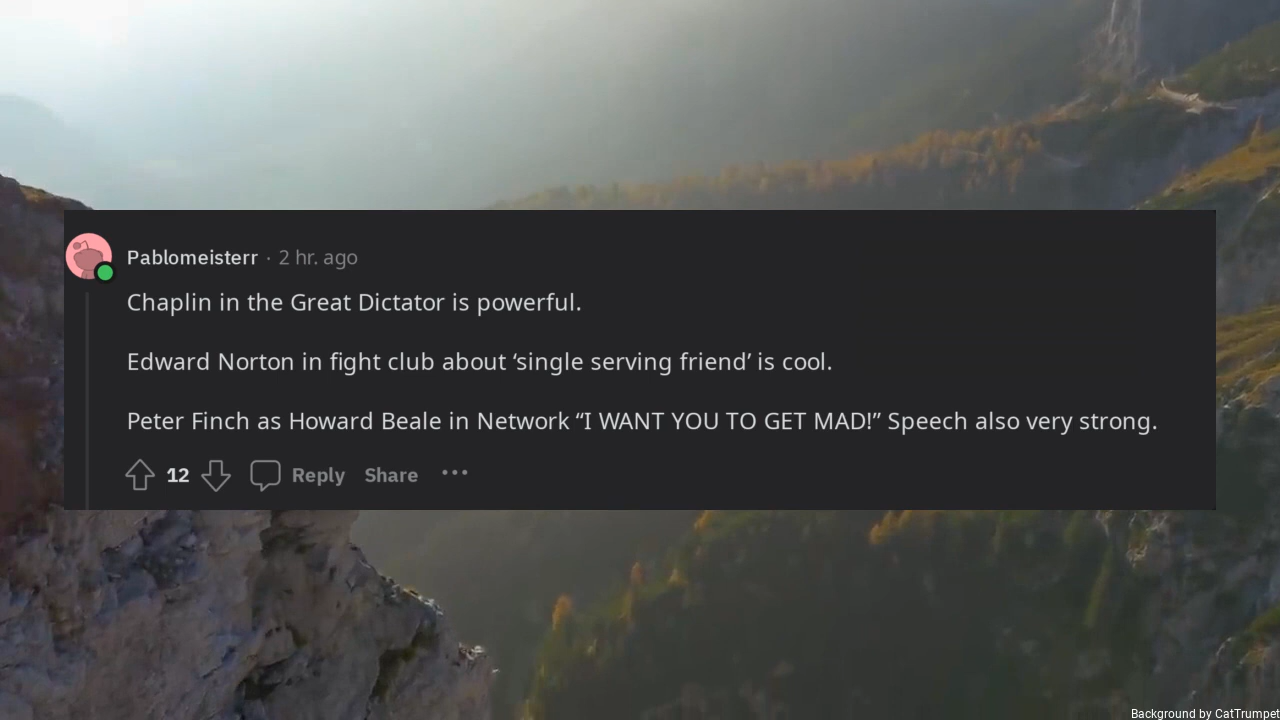 Pablomeisterr · 2 hr. ago
Chaplin in the Great Dictator is powerful.
Edward Norton in fight club about ‘single serving friend’ is cool.
Peter Finch as Howard Beale in Network “I WANT YOU TO GET MAD!” Speech also very strong.
12 Reply Share ···
Background by CatTrumpet